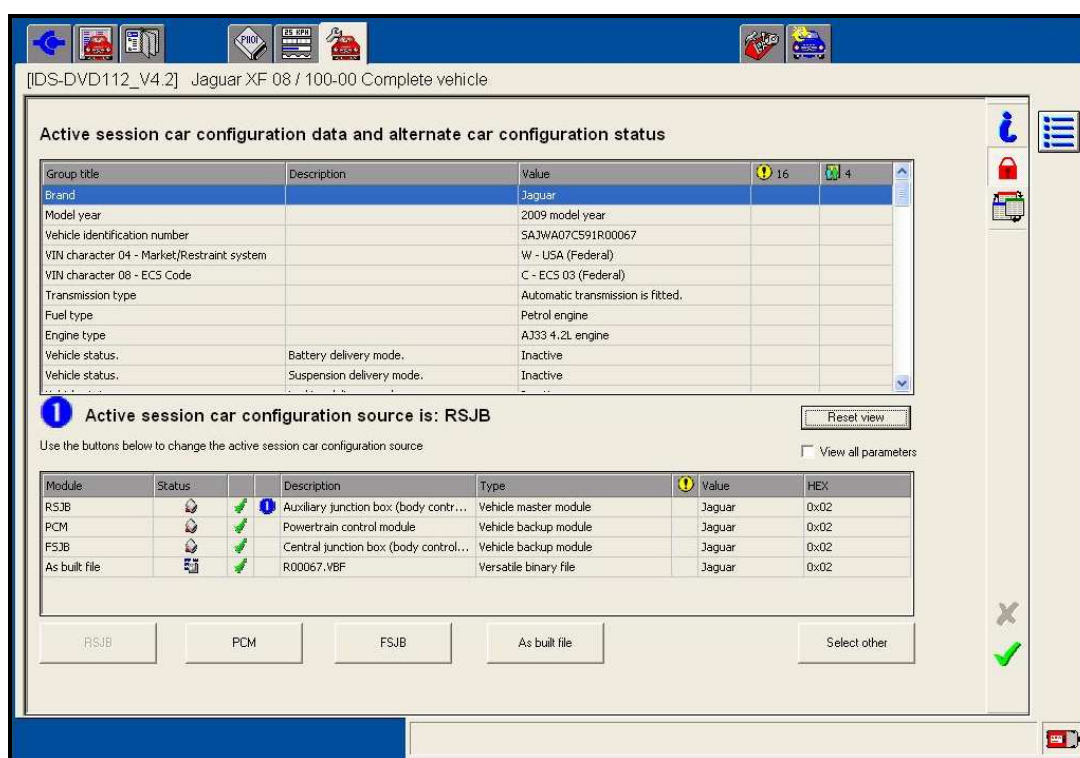 25 KPH
[IDS-DVD112_V4.2] Jaguar XF 08 / 100-00 Complete vehicle
Active session car configuration data and alternate car configuration status
Group title Description Value 16 4
Brand Jaguar
Model year 2009 model year
Vehicle identification number SAJWA07C591R00067
VIN character 04 - Market/Restraint system W - USA (Federal)
VIN character 08 - ECS Code C - ECS 03 (Federal)
Transmission type Automatic transmission is fitted.
Fuel type Petrol engine
Engine type AJ33 4.2L engine
Vehicle status. Battery delivery mode. Inactive
Vehicle status. Suspension delivery mode. Inactive
1 Active session car configuration source is: RSJB
Reset view
Use the buttons below to change the active session car configuration source
View all parameters
Module Status Description Type Value HEX
RSJB 1 Auxiliary junction box (body contr... Vehicle master module Jaguar 0x02
PCM Powertrain control module Vehicle backup module Jaguar 0x02
FSJB Central junction box (body control... Vehicle backup module Jaguar 0x02
As built file R00067.VBF Versatile binary file Jaguar 0x02
RSJB PCM FSJB As built file Select other